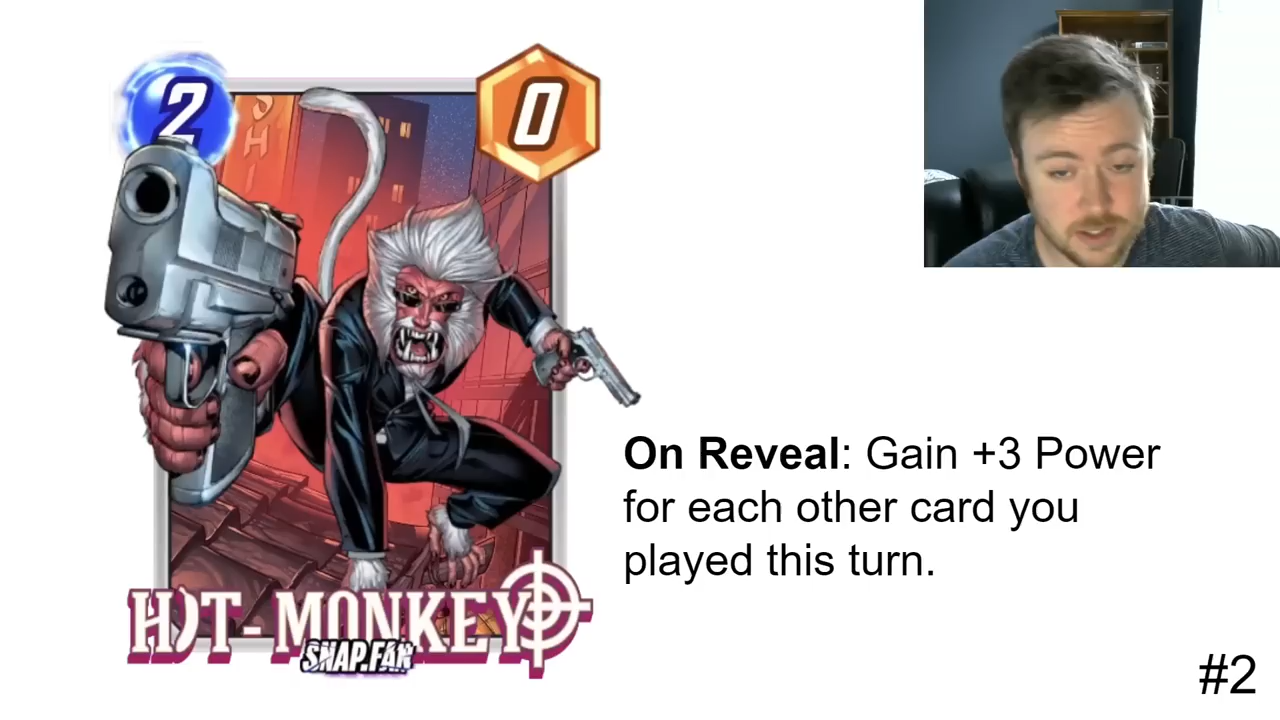 2
0
SHI
HIT-MONKEY
SNAP.FAN
On Reveal: Gain +3 Power
for each other card you
played this turn.
#2